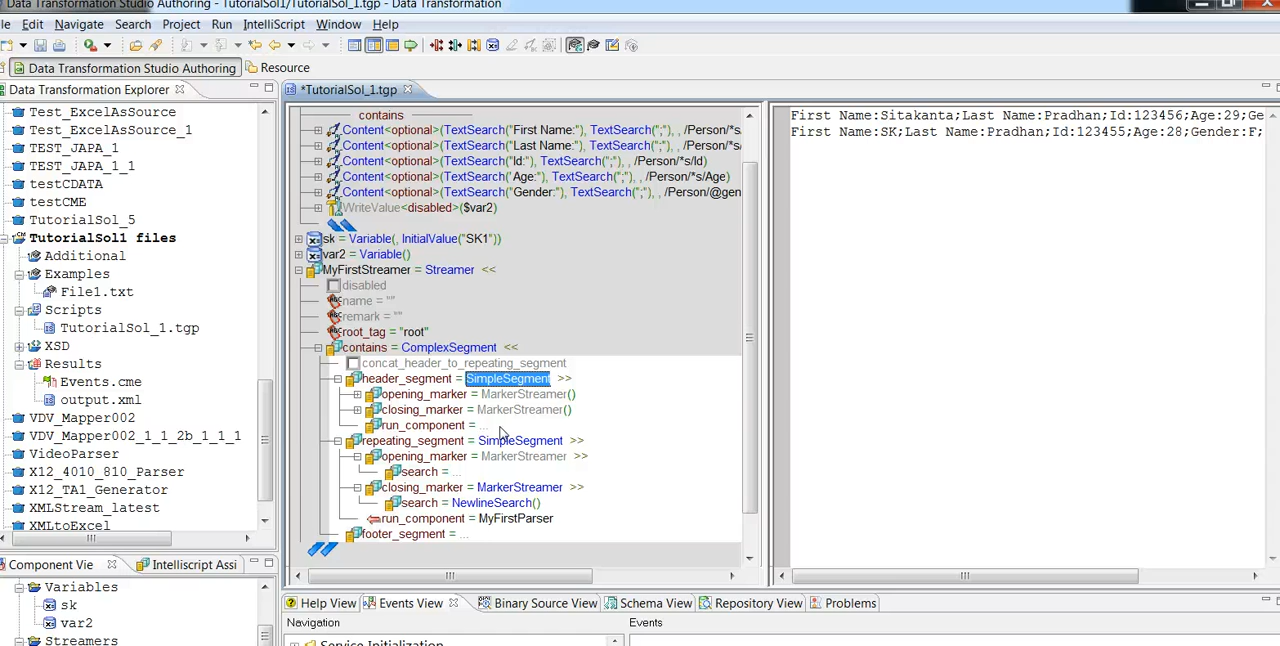 Data Transformation Studio Authoring - TutorialSol1/TutorialSol_1.tgp - Data Transformation
le Edit Navigate Search Project Run IntelliScript Window Help
Data Transformation Studio Authoring Resource
Data Transformation Explorer
Test_ExcelAsSource
Test_ExcelAsSource_1
TEST_JAPA_1
TEST_JAPA_1_1
testCDATA
testCME
TutorialSol_5
TutorialSol1 files
Additional
Examples
File1.txt
Scripts
TutorialSol_1.tgp
XSD
Results
Events.cme
output.xml
VDV_Mapper002
VDV_Mapper002_1_1_2b_1_1_1
VideoParser
X12_4010_810_Parser
X12_TA1_Generator
XMLStream_latest
XMLtoExcel
Component Vie Intelliscript Assi
Variables
sk
var2
Streamers
*TutorialSol_1.tgp
contains
Content<optional>(TextSearch("First Name:"), TextSearch(";"), , /Person/*s/
Content<optional>(TextSearch("Last Name:"), TextSearch(";"), , /Person/*s/
Content<optional>(TextSearch("Id:"), TextSearch(";"), , /Person/*s/Id)
Content<optional>(TextSearch("Age:"), TextSearch(";"), , /Person/*s/Age)
Content<optional>(TextSearch("Gender:"), TextSearch(";"), , /Person/@gen
WriteValue<disabled>($var2)
sk = Variable(, InitialValue("SK1"))
var2 = Variable()
MyFirstStreamer = Streamer <<
disabled
name = ""
remark = ""
root_tag = "root"
contains = ComplexSegment <<
concat_header_to_repeating_segment
header_segment = SimpleSegment >>
opening_marker = MarkerStreamer()
closing_marker = MarkerStreamer()
run_component = ...
repeating_segment = SimpleSegment >>
opening_marker = MarkerStreamer >>
search = ...
closing_marker = MarkerStreamer >>
search = NewlineSearch()
run_component = MyFirstParser
footer_segment = ...
First Name:Sitakanta;Last Name:Pradhan;Id:123456;Age:29;Ge
First Name:SK;Last Name:Pradhan;Id:123455;Age:28;Gender:F;
Help View Events View Binary Source View Schema View Repository View Problems
Navigation Events
Service Initialization